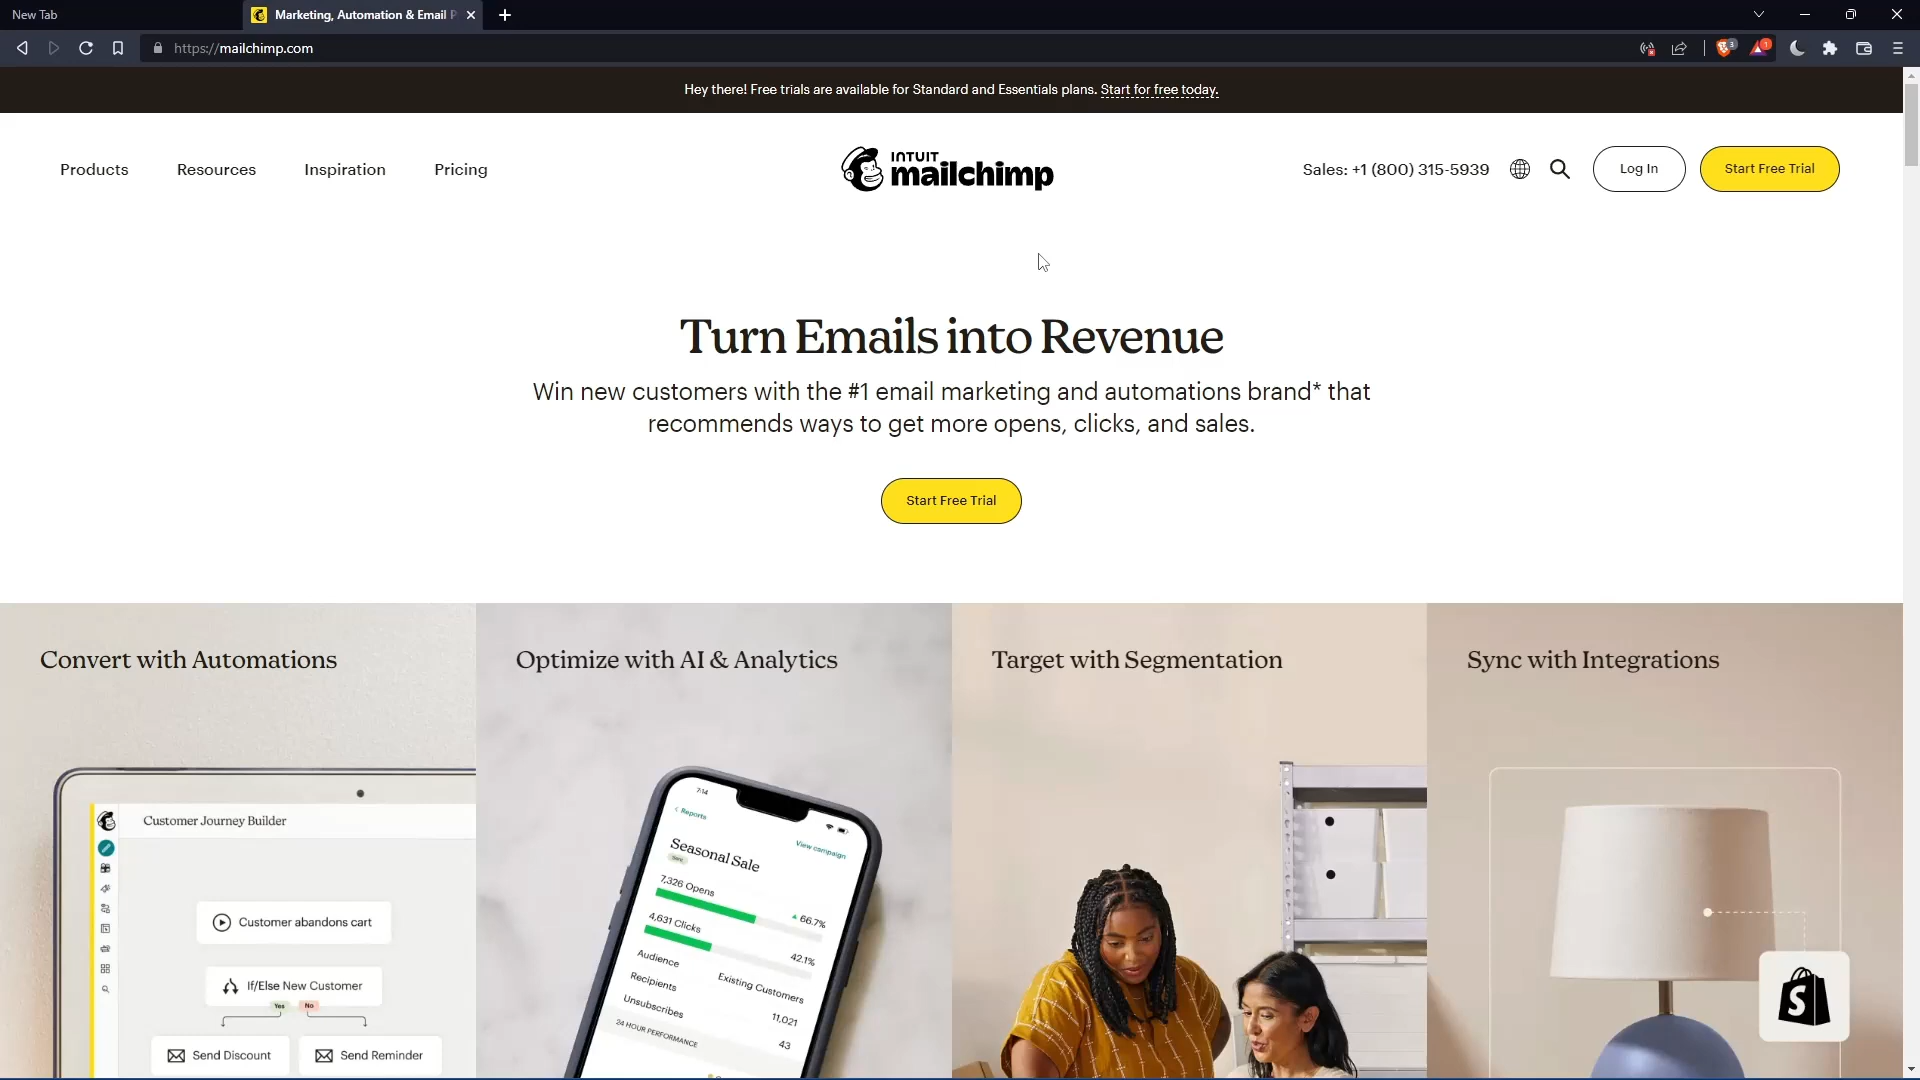 New Tab
Marketing, Automation & Email P
https://mailchimp.com
3
1
Hey there! Free trials are available for Standard and Essentials plans. Start for free today.
Products
Resources
Inspiration
Pricing
INTUIT
mailchimp
Sales: +1 (800) 315-5939
Log In
Start Free Trial
Turn Emails into Revenue
Win new customers with the #1 email marketing and automations brand* that
recommends ways to get more opens, clicks, and sales.
Start Free Trial
Convert with Automations
Optimize with AI & Analytics
Target with Segmentation
Sync with Integrations
Customer Journey Builder
Customer abandons cart
If/Else New Customer
Yes
No
Send Discount
Send Reminder
7:14
Reports
View campaign
Seasonal Sale
Sent
7,326 Opens
66.7%
4,631 Clicks
42.1%
Audience
Existing Customers
Recipients
11,021
Unsubscribes
43
24 HOUR PERFORMANCE
S